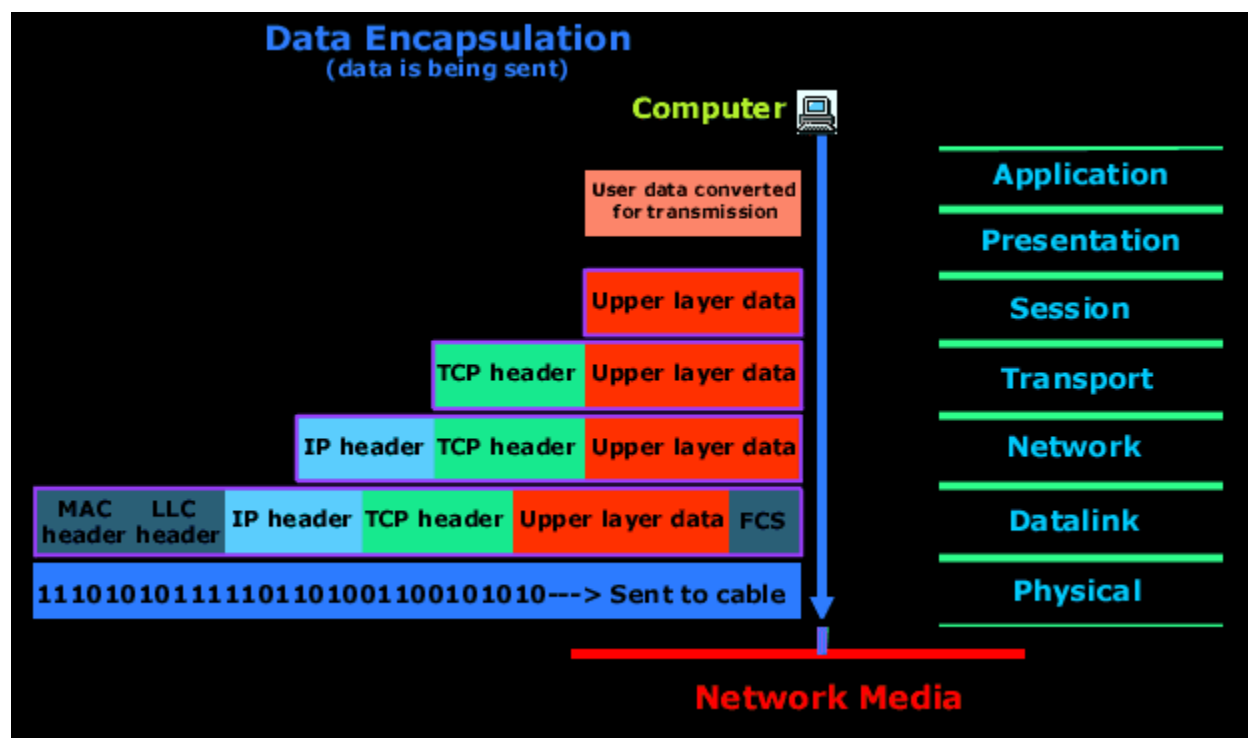 Data Encapsulation
(data is being sent)
Computer
User data converted
for transmission
Application
Presentation
Upper layer data
Session
TCP header Upper layer data
Transport
IP header TCP header Upper layer data
Network
MAC header LLC header IP header TCP header Upper layer data FCS
Datalink
1110101011111011010011001010​10---> Sent to cable
Physical
Network Media